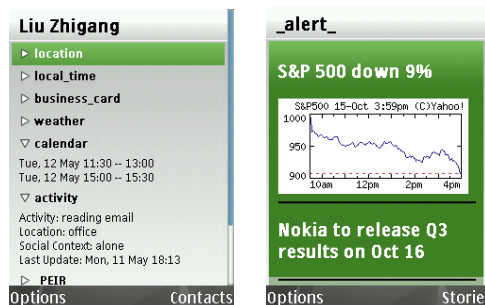 Liu Zhigang
location
local_time
business_card
weather
calendar
Tue, 12 May 11:30 -- 13:00
Tue, 12 May 15:00 -- 15:30
activity
Activity: reading email
Location: office
Social Context: alone
Last Update: Mon, 11 May 18:13
PEIR
Options Contacts
_alert_
S&P 500 down 9%
S&P500 15-Oct 3:59pm (C)Yahoo!
1000
950
900
10am 12pm 2pm 4pm
Nokia to release Q3
results on Oct 16
Options Storie